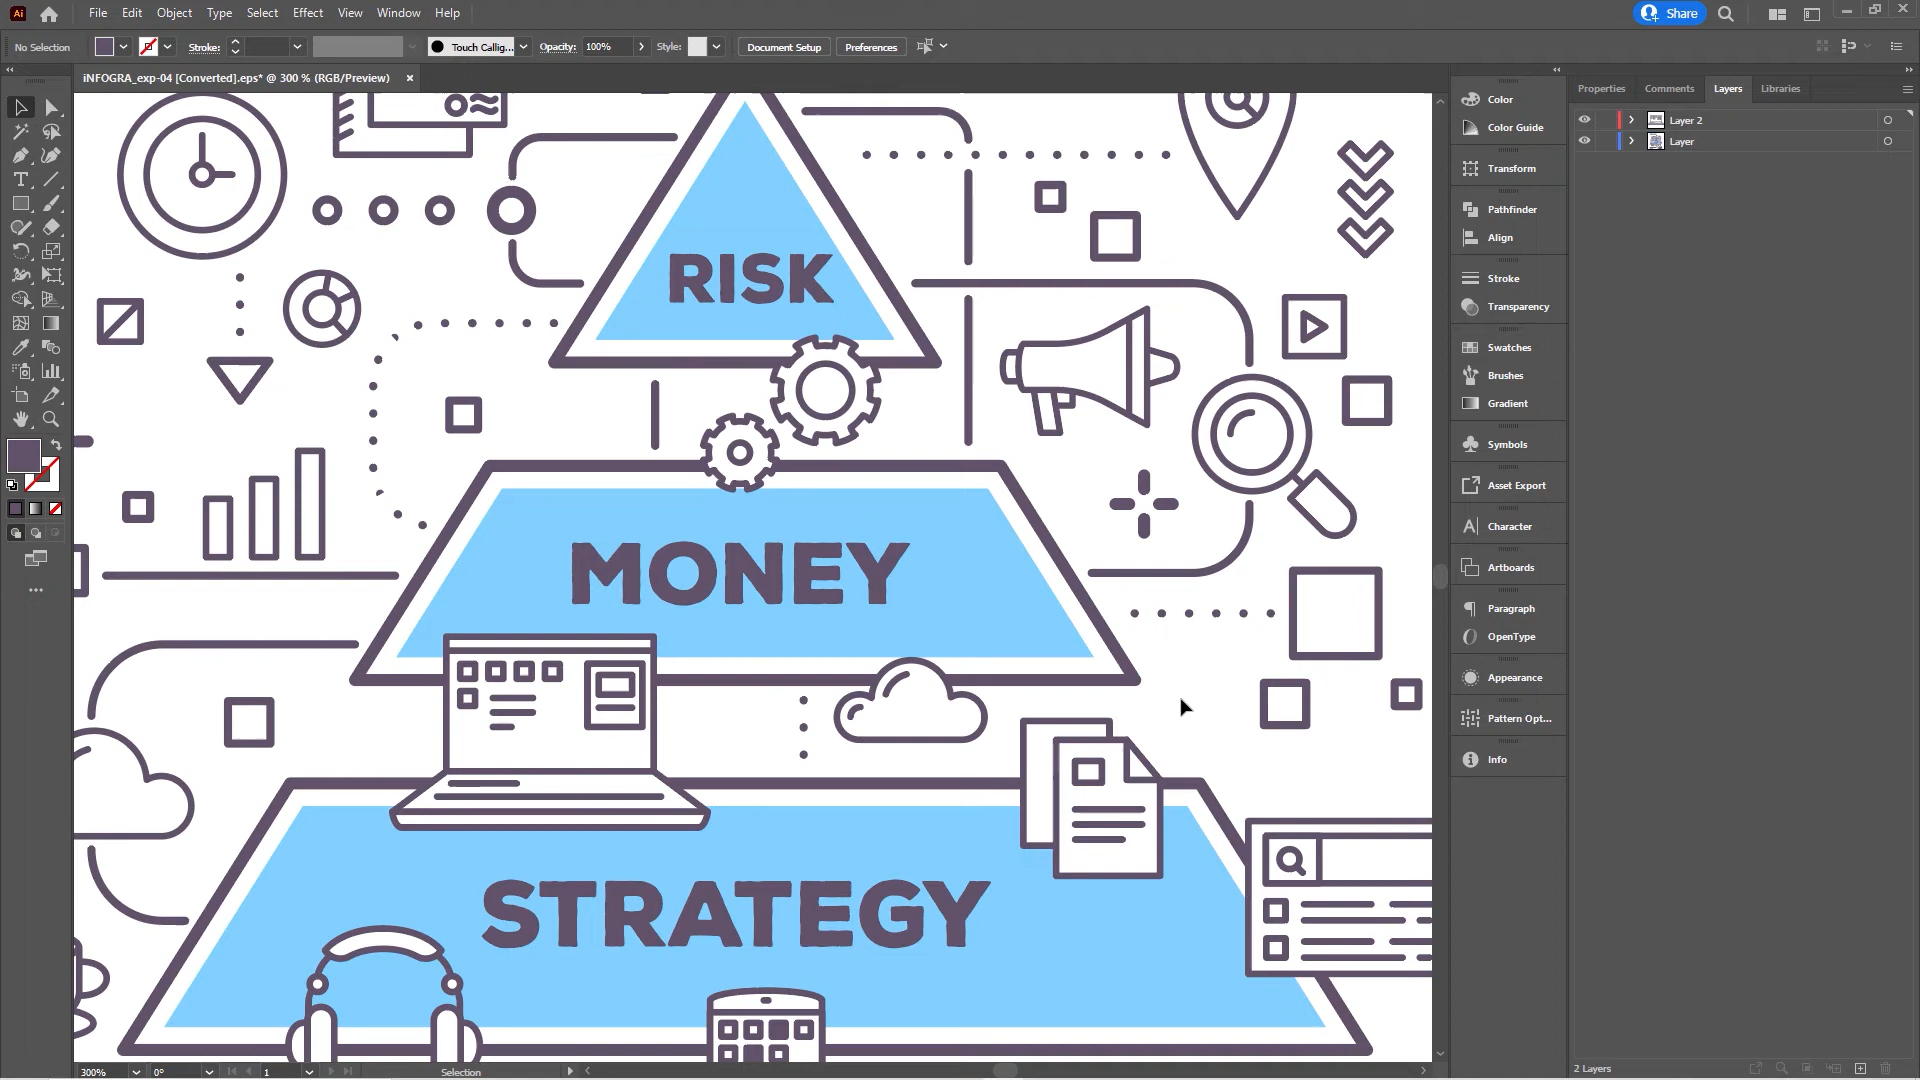 Ai File Edit Object Type Select Effect View Window Help Share
No Selection Stroke: Touch Callig... Opacity: 100% Style: Document Setup Preferences
iNFOGRA_exp-04 [Converted].eps* @ 300 % (RGB/Preview) ×
Properties Comments Layers Libraries
Layer 2
Layer
Color
Color Guide
Transform
Pathfinder
Align
Stroke
Transparency
Swatches
Brushes
Gradient
Symbols
Asset Export
Character
Artboards
Paragraph
OpenType
Appearance
Pattern Opt...
Info
RISK
MONEY
STRATEGY
300% 0° 1 Selection
2 Layers